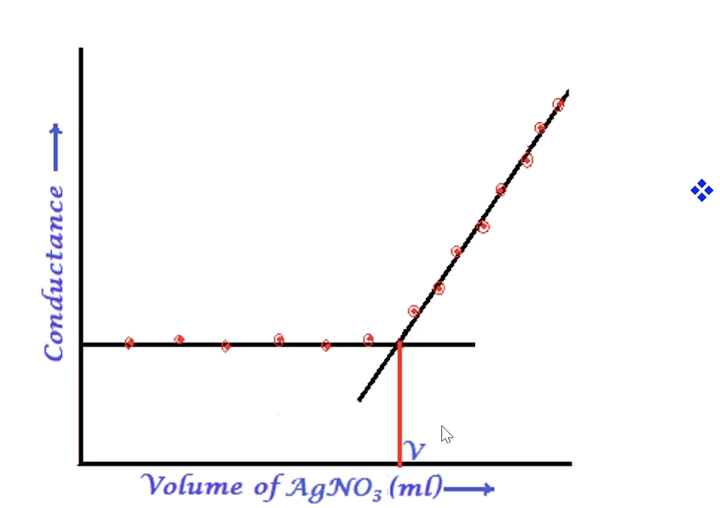 Conductance
V
Volume of AgNO₃ (ml)